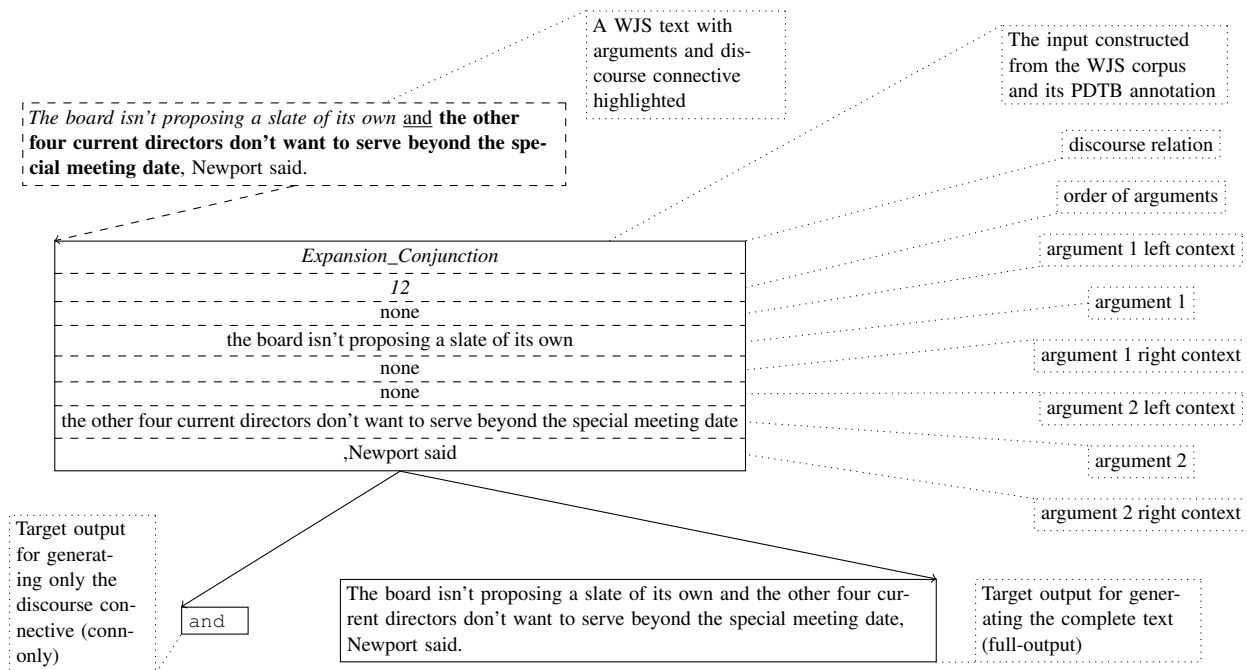 A WJS text with
arguments and dis-
course connective
highlighted
The input constructed
from the WJS corpus
and its PDTB annotation
The board isn't proposing a slate of its own and the other
four current directors don't want to serve beyond the spe-
cial meeting date, Newport said.
discourse relation
order of arguments
argument 1 left context
argument 1
argument 1 right context
argument 2 left context
argument 2
argument 2 right context
Expansion_Conjunction
12
none
the board isn't proposing a slate of its own
none
none
the other four current directors don't want to serve beyond the special meeting date
,Newport said
Target output
for generat-
ing only the
discourse con-
nective (conn-
only)
and
The board isn't proposing a slate of its own and the other four cur-
rent directors don't want to serve beyond the special meeting date,
Newport said.
Target output for gener-
ating the complete text
(full-output)